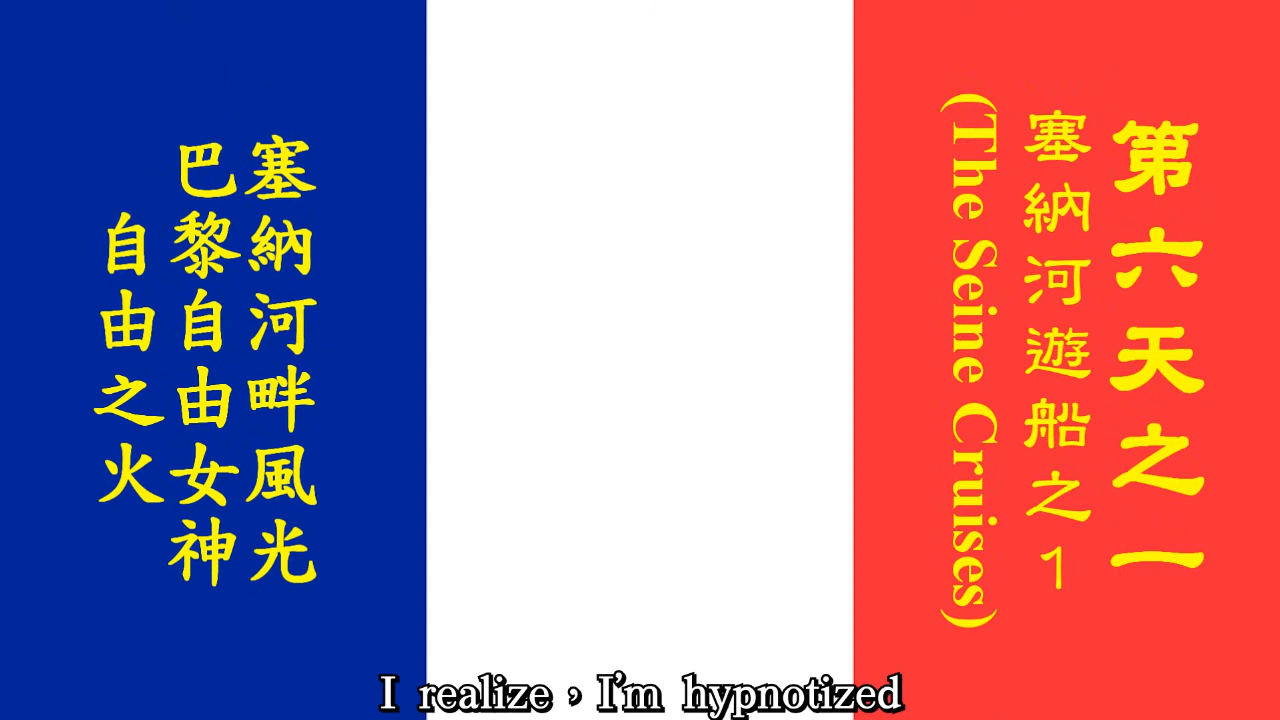 第六天之一
塞納河遊船之1
(The Seine Cruises)
塞納河畔風光
巴黎自由女神
自由之火
I realize，I'm hypnotized